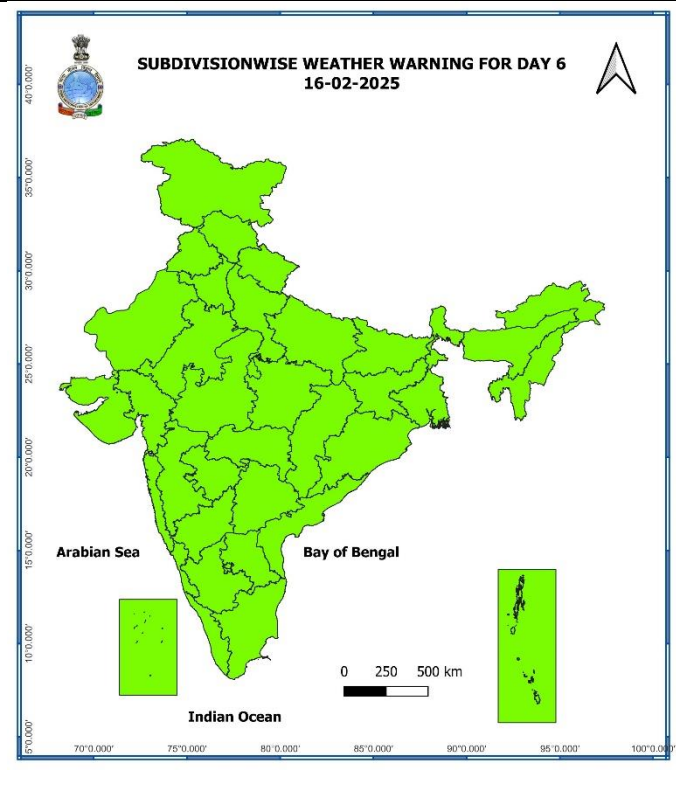 SUBDIVISIONWISE WEATHER WARNING FOR DAY 6
16-02-2025
40°0.000'
35°0.000'
30°0.000'
25°0.000'
20°0.000'
15°0.000'
10°0.000'
5°0.000'
Arabian Sea
Bay of Bengal
0 250 500 km
Indian Ocean
70°0.000' 75°0.000' 80°0.000' 85°0.000' 90°0.000' 95°0.000' 100°0.000'